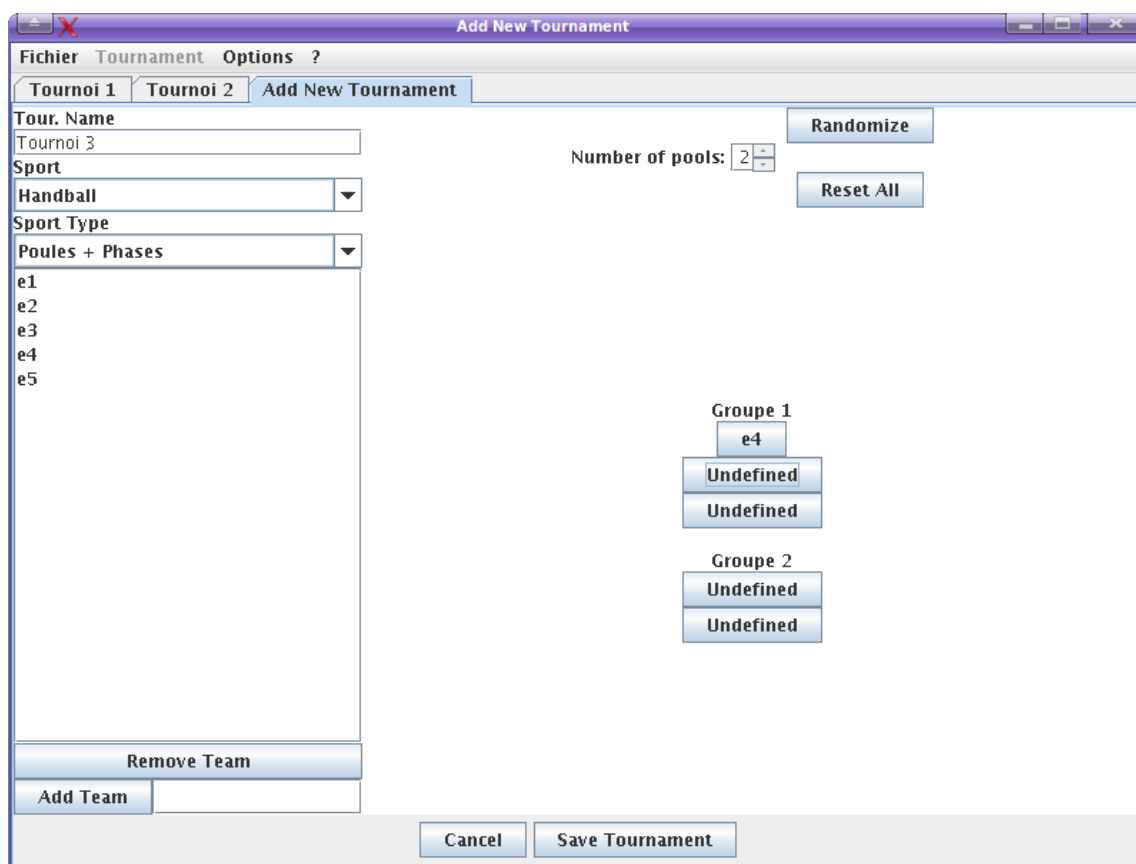 Add New Tournament
Fichier Tournament Options ?
Tournoi 1 Tournoi 2 Add New Tournament
Tour. Name
Tournoi 3
Sport
Handball
Sport Type
Poules + Phases
e1
e2
e3
e4
e5
Remove Team
Add Team
Randomize
Number of pools: 2
Reset All
Groupe 1
e4
Undefined
Undefined
Groupe 2
Undefined
Undefined
Cancel Save Tournament